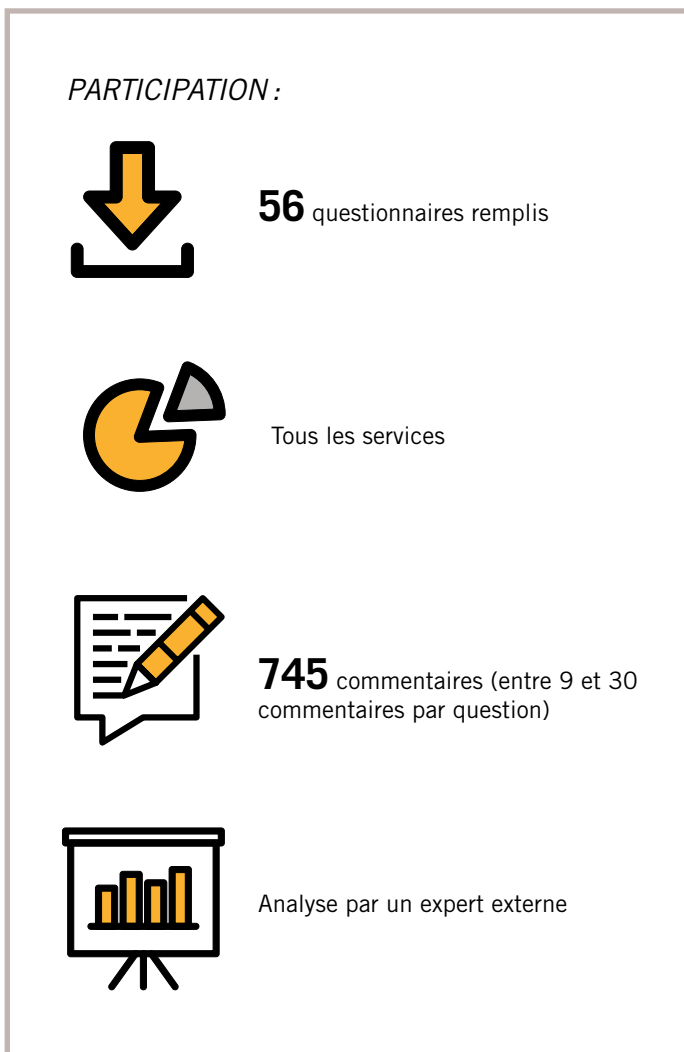 PARTICIPATION :
56 questionnaires remplis
Tous les services
745 commentaires (entre 9 et 30
commentaires par question)
Analyse par un expert externe